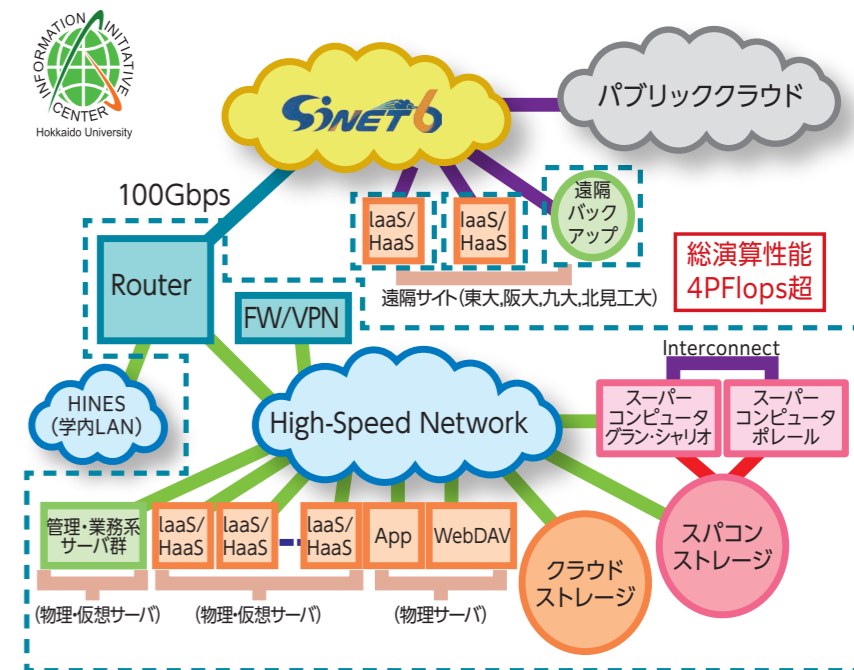 INFORMATION INITIATIVE
CENTER
Hokkaido University
SINET6
パブリッククラウド
100Gbps
IaaS/
HaaS
IaaS/
HaaS
遠隔
バック
アップ
総演算性能
4PFlops超
遠隔サイト(東大,阪大,九大,北見工大)
Router
FW/VPN
Interconnect
HINES
(学内LAN)
High-Speed Network
スーパー
コンピュータ
グラン・シャリオ
スーパー
コンピュータ
ポレール
管理・業務系
サーバ群
IaaS/
HaaS
IaaS/
HaaS
IaaS/
HaaS
App
WebDAV
クラウド
ストレージ
スパコン
ストレージ
(物理・仮想サーバ)
(物理・仮想サーバ)
(物理サーバ)